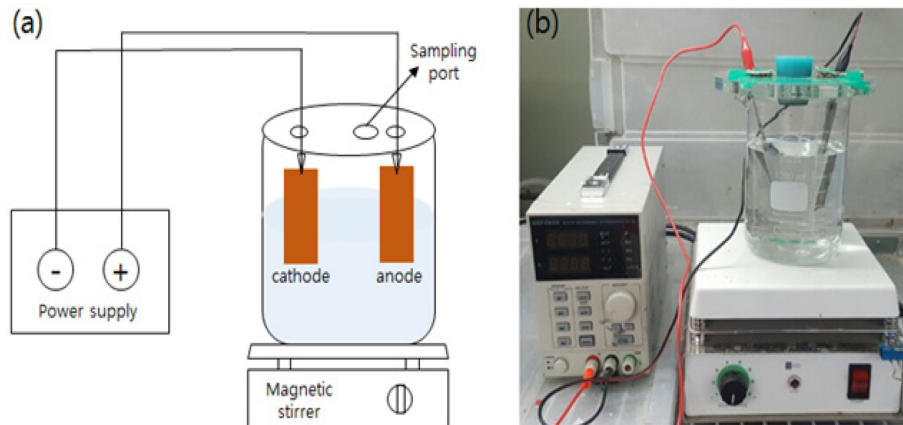 (a)
Sampling
port
cathode
anode
-
+
Power supply
Magnetic
stirrer
(b)